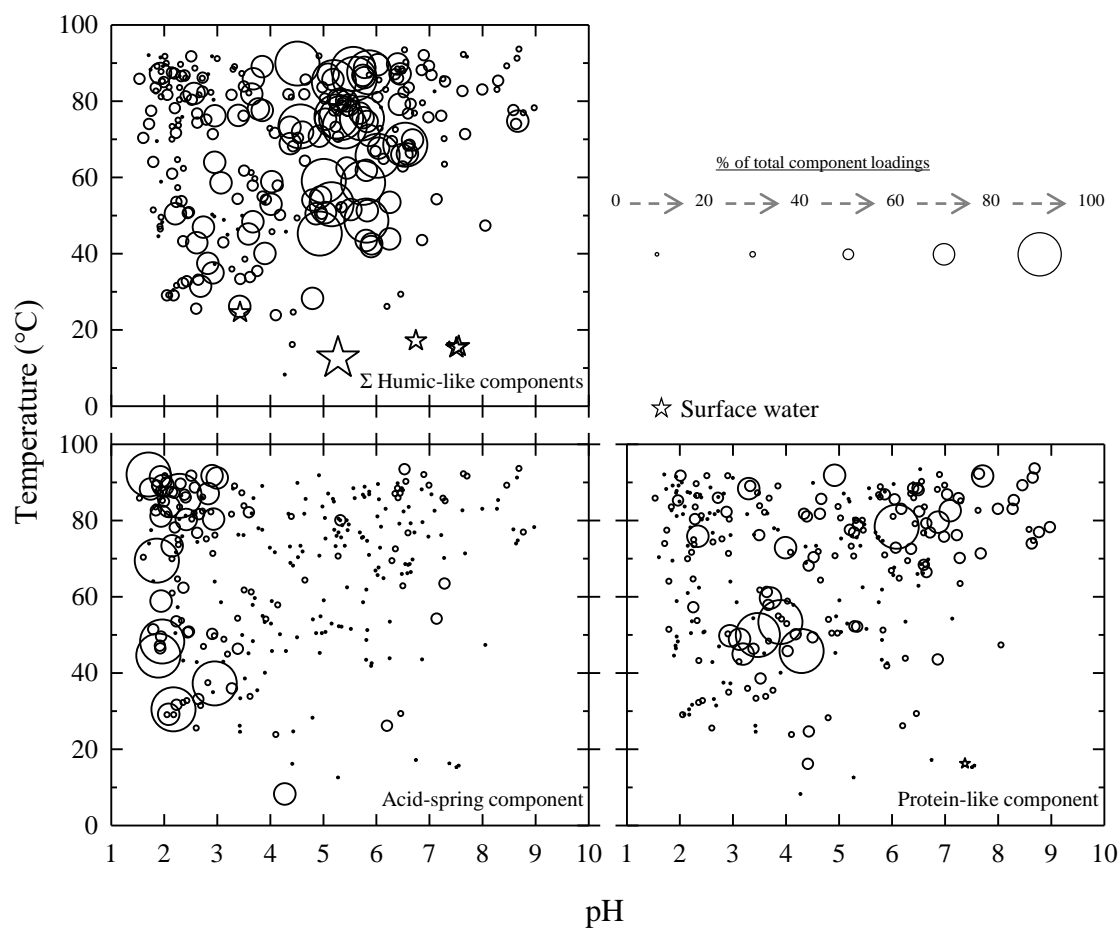 100
80
60
40
20
0
Σ Humic-like components
% of total component loadings
0 20 40 60 80 100
Surface water
Temperature (°C)
100
80
60
40
20
0
Acid-spring component
Protein-like component
1 2 3 4 5 6 7 8 9 10
1 2 3 4 5 6 7 8 9 10
pH